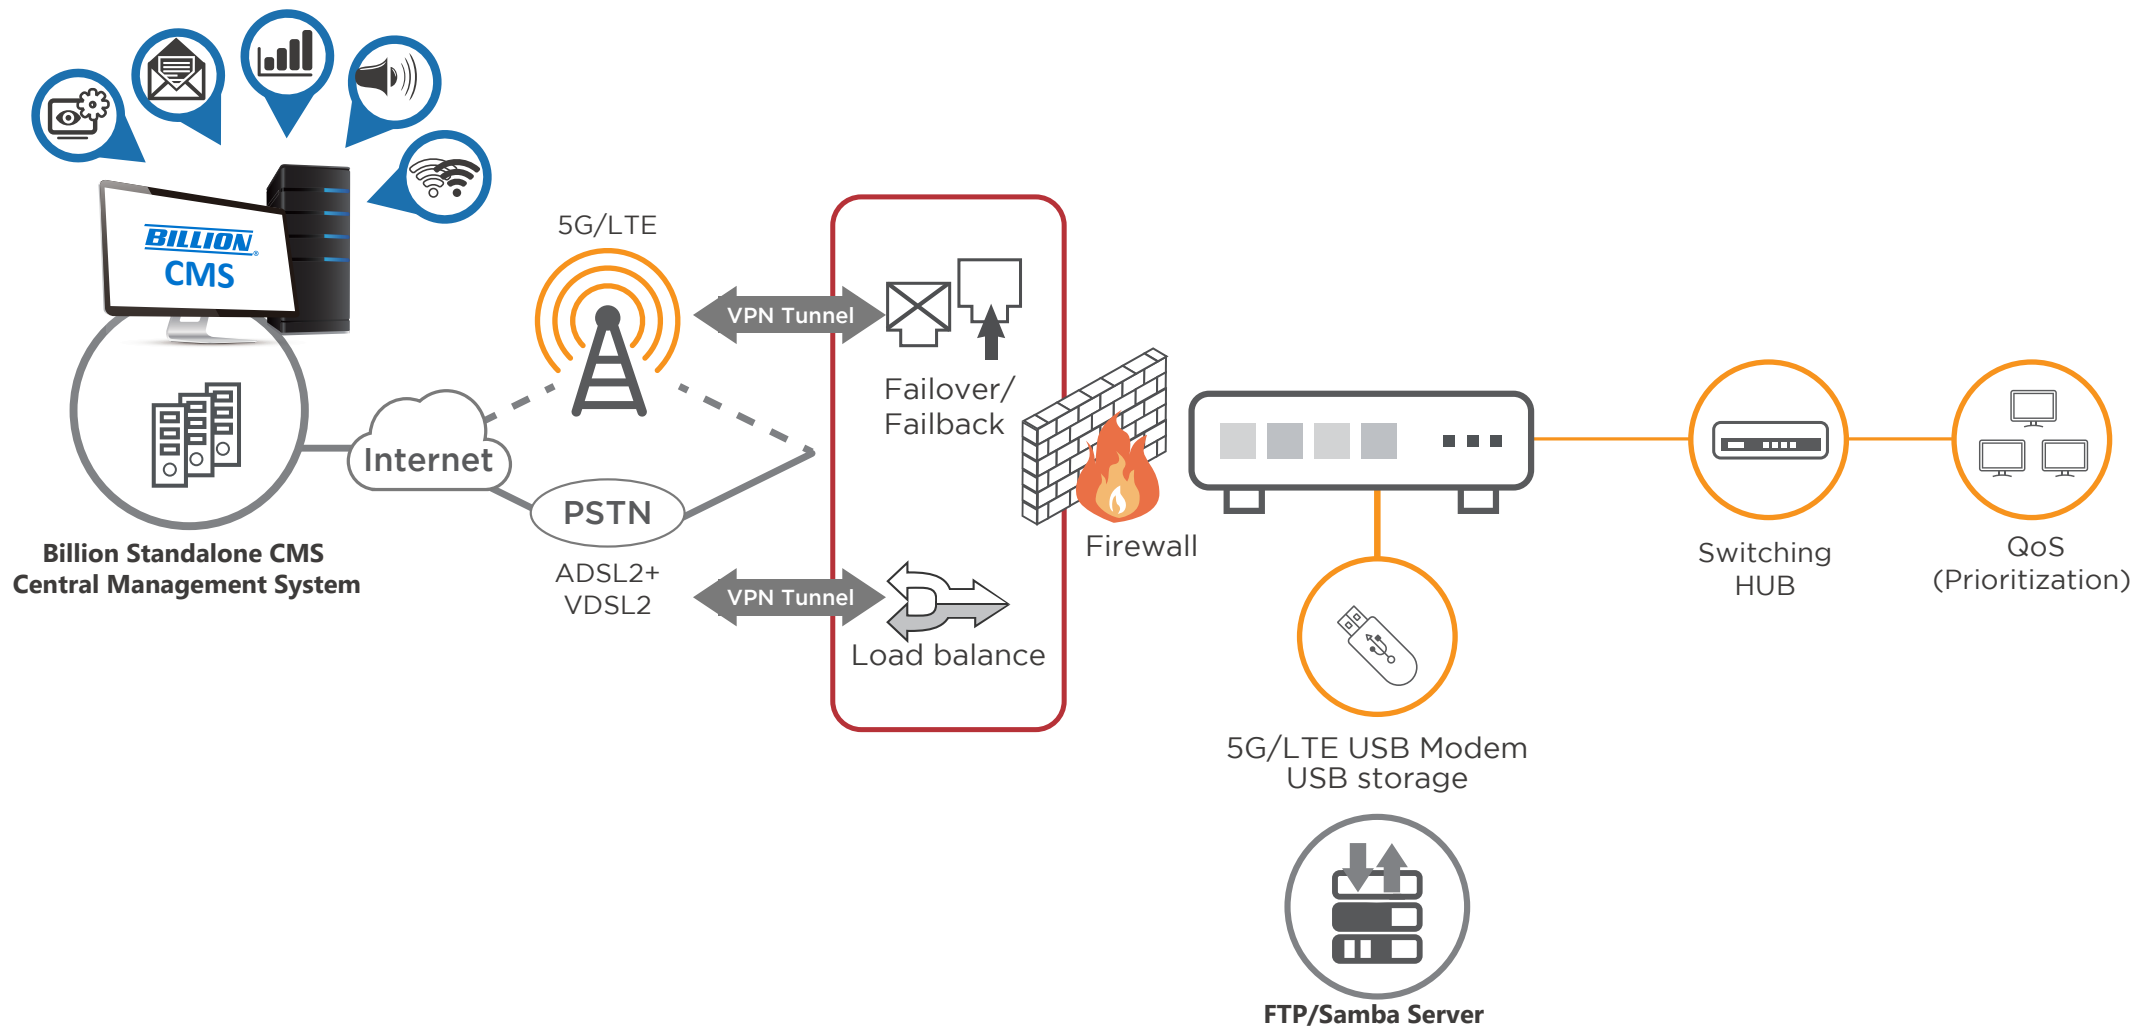 BILLION®
CMS
Billion Standalone CMS
Central Management System
Internet
5G/LTE
PSTN
ADSL2+
VDSL2
VPN Tunnel
VPN Tunnel
Failover/
Failback
Load balance
Firewall
5G/LTE USB Modem
USB storage
FTP/Samba Server
Switching
HUB
QoS
(Prioritization)